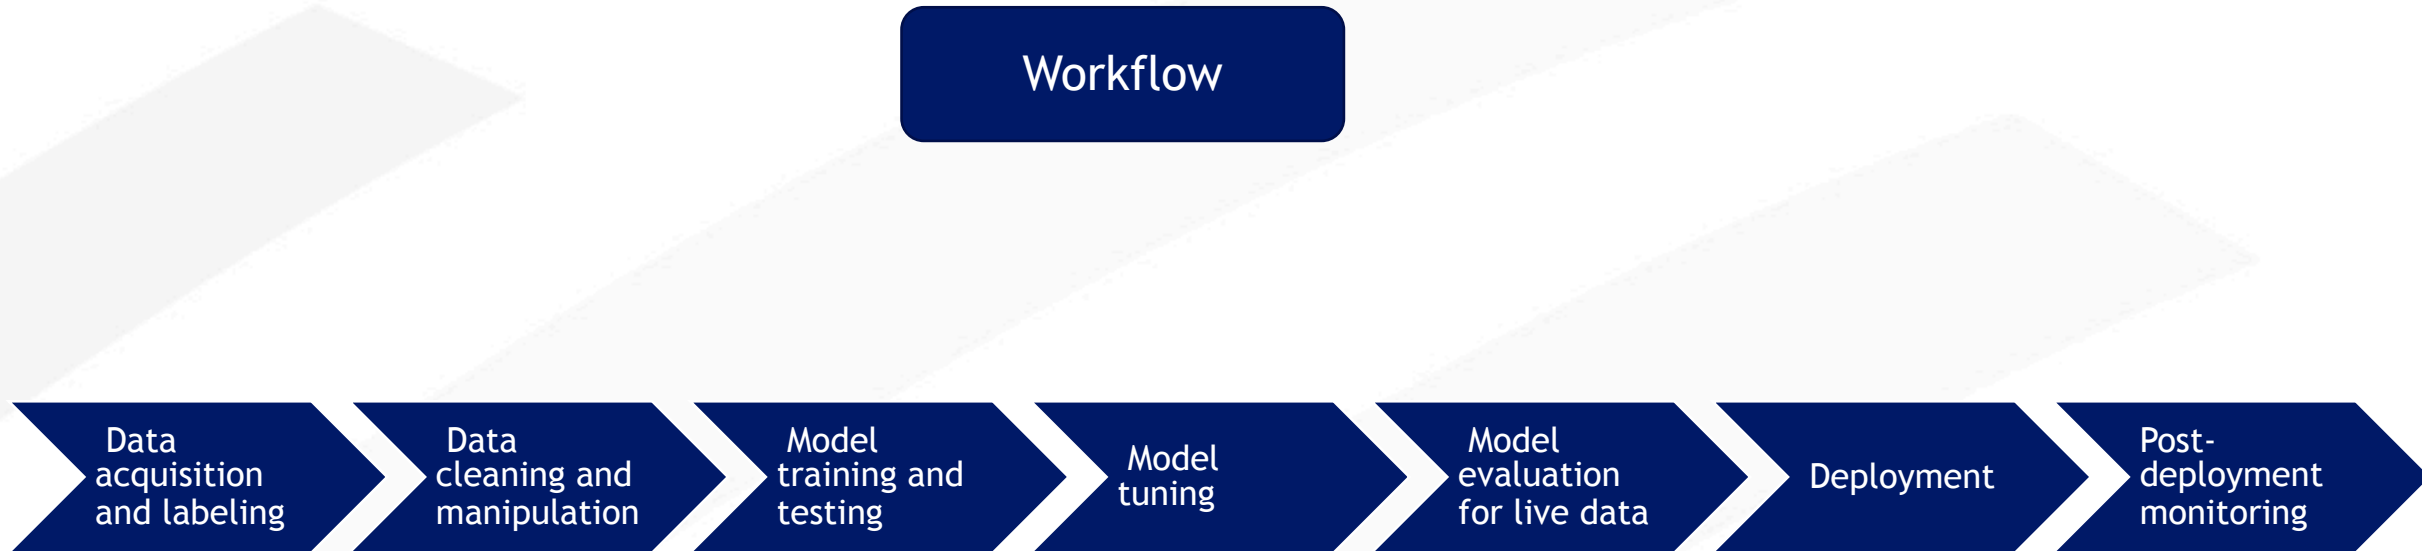 Workflow
Data
acquisition
and labeling
Data
cleaning and
manipulation
Model
training and
testing
Model
tuning
Model
evaluation
for live data
Deployment
Post-
deployment
monitoring